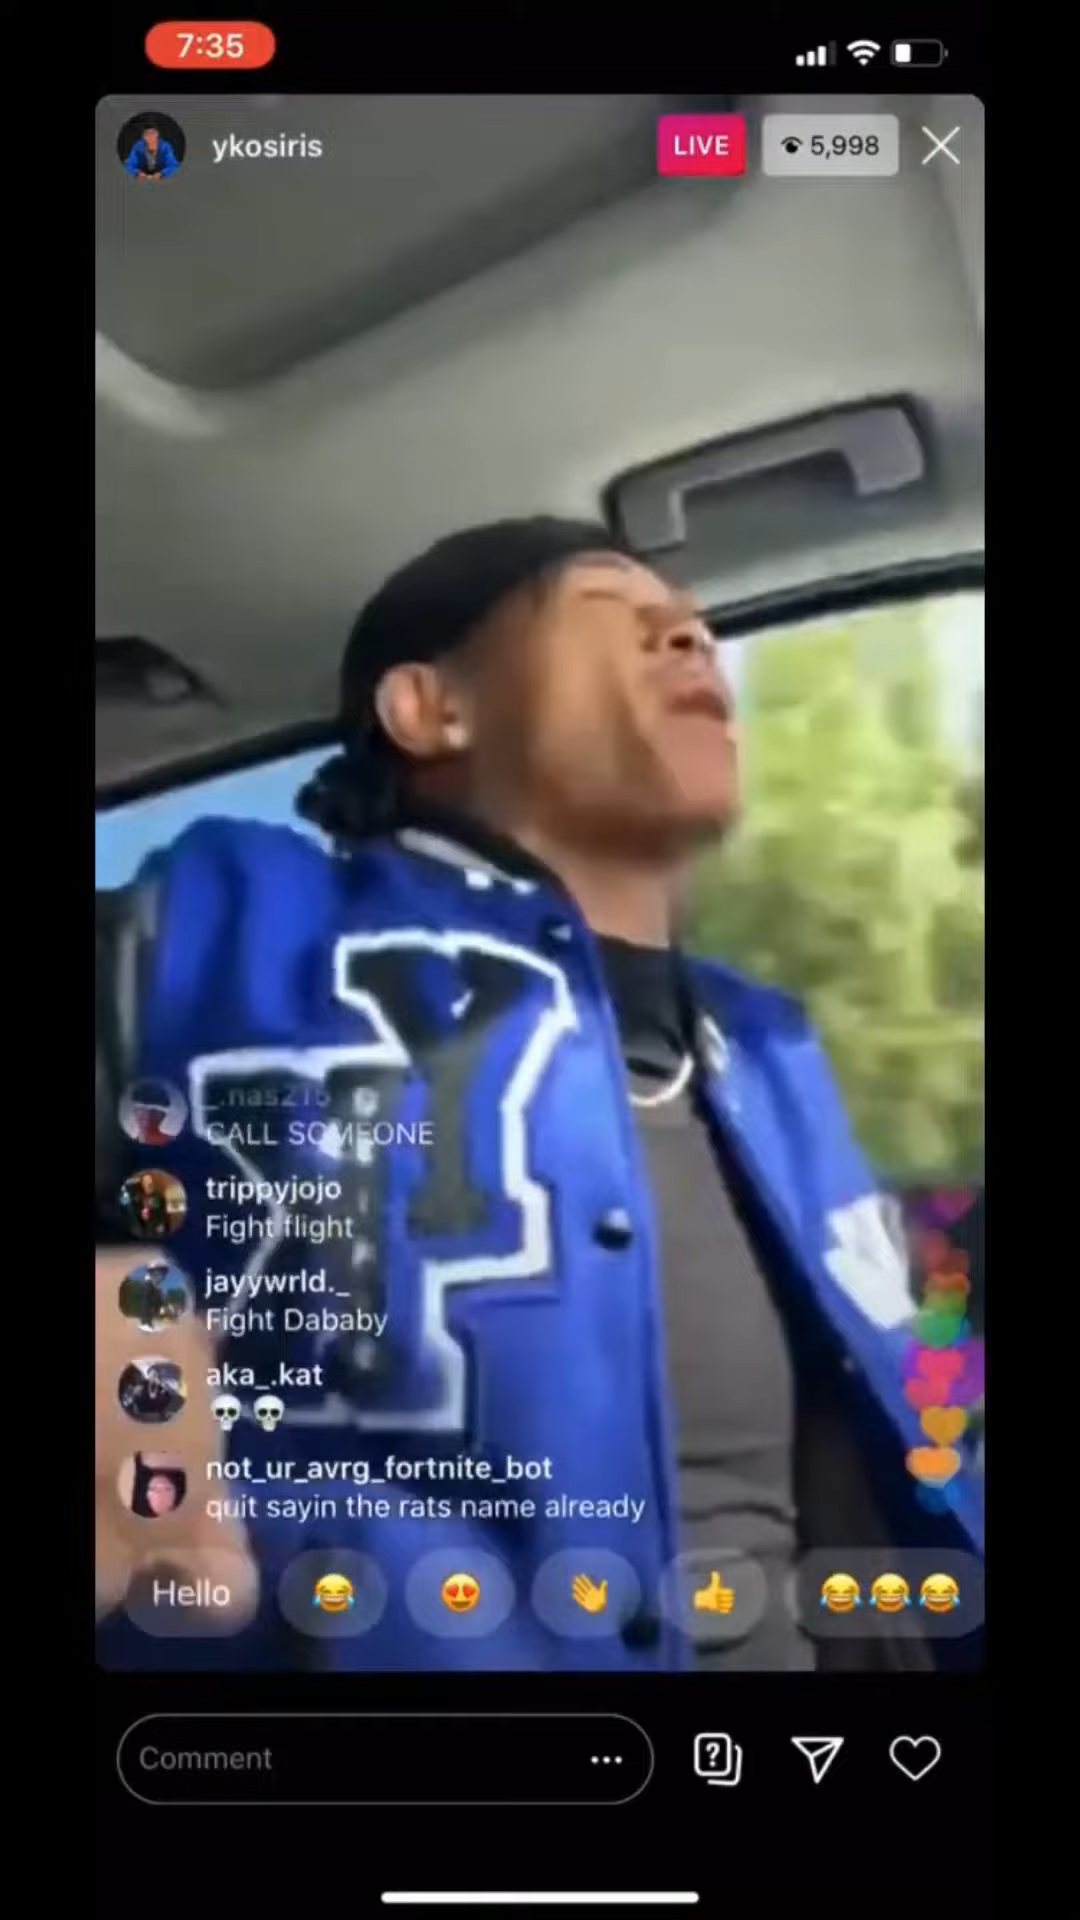 7:35
ykosiris
LIVE
5,998
_.nas215
CALL SOMEONE
trippyjojo
Fight flight
jayywrld._
Fight Dababy
aka_.kat
💀💀
not_ur_avrg_fortnite_bot
quit sayin the rats name already
Hello 😂 😍 👋 👍 😂😂😂
Comment